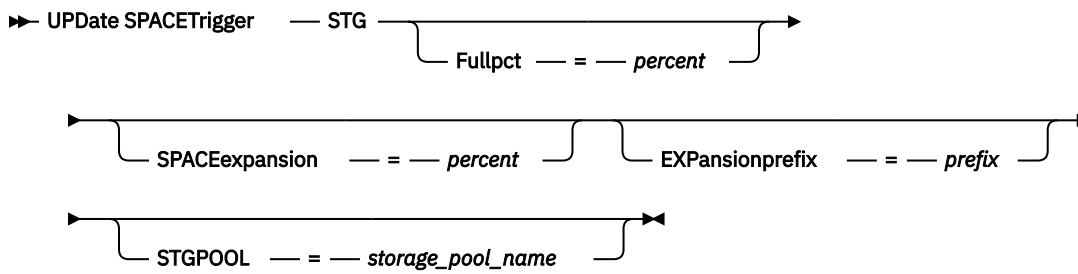 UPDate SPACETrigger STG
Fullpct = percent
SPACEexpansion = percent EXPansionprefix = prefix
STGPOOL = storage_pool_name